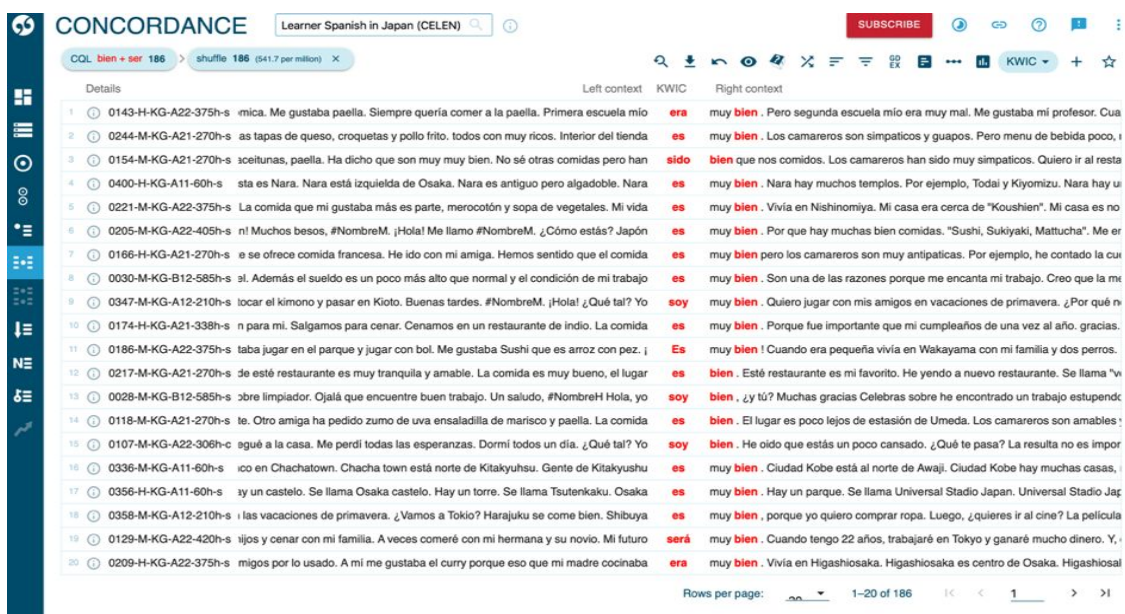 CONCORDANCE
Learner Spanish in Japan (CELEN)
SUBSCRIBE
CQL bien + ser 186 > shuffle 186 (541.7 per million) ×
GD EX
KWIC
Details Left context KWIC Right context
1 0143-H-KG-A22-375h-s ómica. Me gustaba paella. Siempre quería comer a la paella. Primera escuela mío era muy bien . Pero segunda escuela mío era muy mal. Me gustaba mi profesor. Cua
2 0244-M-KG-A21-270h-s as tapas de queso, croquetas y pollo frito. todos con muy ricos. Interior del tienda es muy bien . Los camareros son simpaticos y guapos. Pero menu de bebida poco,
3 0154-M-KG-A21-270h-s aceitunas, paella. Ha dicho que son muy muy bien. No sé otras comidas pero han sido bien que nos comidos. Los camareros han sido muy simpaticos. Quiero ir al resta
4 0400-H-KG-A11-60h-s sta es Nara. Nara está izquierda de Osaka. Nara es antiguo pero algadoble. Nara es muy bien . Nara hay muchos templos. Por ejemplo, Todai y Kiyomizu. Nara hay u
5 0221-M-KG-A22-375h-s La comida que mi gustaba más es parte, merocotón y sopa de vegetales. Mi vida es muy bien . Vivía en Nishinomiya. Mi casa era cerca de "Koushien". Mi casa es no
6 0205-M-KG-A22-405h-s n! Muchos besos, #NombreM. ¡Hola! Me llamo #NombreM. ¿Cómo estás? Japón es muy bien . Por que hay muchas bien comidas. "Sushi, Sukiyaki, Mattucha". Me er
7 0166-H-KG-A21-270h-s e se ofrece comida francesa. He ido con mi amiga. Hemos sentido que el comida es muy bien pero los camareros son muy antipaticas. Por ejemplo, he contado la cu
8 0030-M-KG-B12-585h-s el. Además el sueldo es un poco más alto que normal y el condición de mi trabajo es muy bien . Son una de las razones porque me encanta mi trabajo. Creo que la me
9 0347-H-KG-A12-210h-s tocar el kimono y pasar en Kioto. Buenas tardes. #NombreM. ¡Hola! ¿Qué tal? Yo soy muy bien . Quiero jugar con mis amigos en vacaciones de primavera. ¿Por qué n
10 0174-H-KG-A21-338h-s n para mi. Salgamos para cenar. Cenamos en un restaurante de indio. La comida es muy bien . Porque fue importante que mi cumpleaños de una vez al año. gracias.
11 0186-M-KG-A22-375h-s taba jugar en el parque y jugar con bol. Me gustaba Sushi que es arroz con pez. ¡ Es muy bien ! Cuando era pequeña vivía en Wakayama con mi familia y dos perros.
12 0217-M-KG-A21-270h-s de esté restaurante es muy tranquila y amable. La comida es muy bueno, el lugar es muy bien . Esté restaurante es mi favorito. He yendo a nuevo restaurante. Se llama "v
13 0028-M-KG-B12-585h-s obre limpiador. Ojalá que encuentre buen trabajo. Un saludo, #NombreH Hola, yo soy muy bien , ¿y tú? Muchas gracias Celebras sobre he encontrado un trabajo estupend
14 0118-M-KG-A21-270h-s te. Otro amiga ha pedido zumo de uva ensaladilla de marisco y paella. La comida es muy bien . El lugar es poco lejos de estasión de Umeda. Los camareros son amables
15 0107-M-KG-A22-306h-c egué a la casa. Me perdí todas las esperanzas. Dormí todos un día. ¿Qué tal? Yo soy muy bien . He oido que estás un poco cansado. ¿Qué te pasa? La resulta no es impor
16 0336-M-KG-A11-60h-s co en Chachatown. Chacha town está norte de Kitakyuhsu. Gente de Kitakyushu es muy bien . Ciudad Kobe está al norte de Awaji. Ciudad Kobe hay muchas casas,
17 0356-H-KG-A11-60h-s ay un castelo. Se llama Osaka castelo. Hay un torre. Se llama Tsutenkaku. Osaka es muy bien . Hay un parque. Se llama Universal Stadio Japan. Universal Stadio Jap
18 0358-M-KG-A12-210h-s las vacaciones de primavera. ¿Vamos a Tokio? Harajuku se come bien. Shibuya es muy bien , porque yo quiero comprar ropa. Luego, ¿quieres ir al cine? La película
19 0129-M-KG-A22-420h-s hijos y cenar con mi familia. A veces comeré con mi hermana y su novio. Mi futuro será muy bien . Cuando tengo 22 años, trabajaré en Tokyo y ganaré mucho dinero. Y,
20 0209-H-KG-A22-375h-s migos por lo usado. A mí me gustaba el curry porque eso que mi madre cocinaba era muy bien . Vivía en Higashiosaka. Higashiosaka es centro de Osaka. Higashiosal
Rows per page: 20 1–20 of 186 1